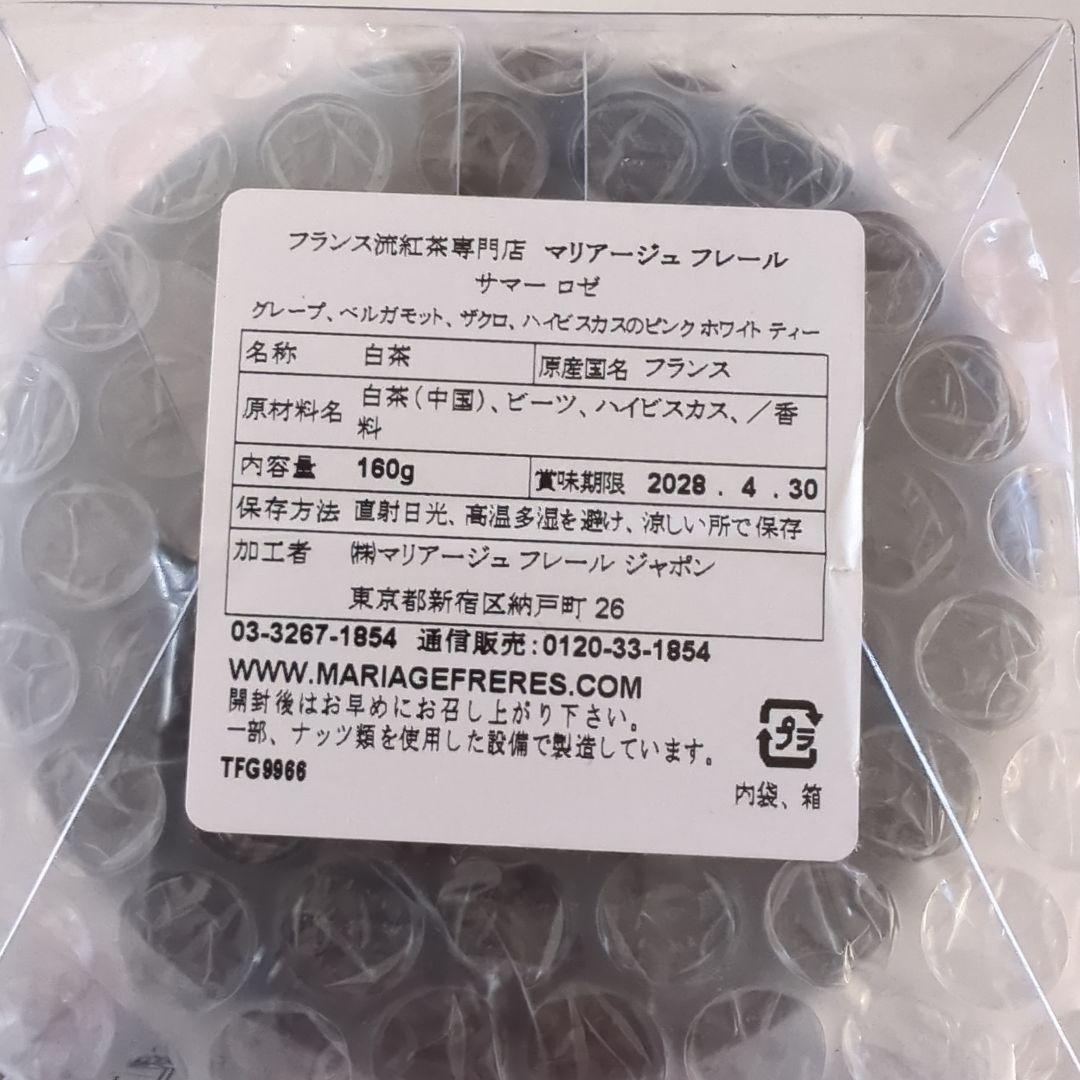 フランス流紅茶専門店 マリアージュ フレール
サマー ロゼ
グレープ、ベルガモット、ザクロ、ハイビスカスのピンク ホワイト ティー
名称 白茶 原産国名 フランス
原材料名 白茶(中国)、ビーツ、ハイビスカス、／香
料
内容量 160g 賞味期限 2028 . 4 . 30
保存方法 直射日光、高温多湿を避け、涼しい所で保存
加工者 ㈱マリアージュ フレール ジャポン
東京都新宿区納戸町 26
03-3267-1854 通信販売:0120-33-1854
WWW.MARIAGEFRERES.COM
開封後はお早めにお召し上がり下さい。
一部、ナッツ類を使用した設備で製造しています。
TFG9966
プラ
内袋、箱